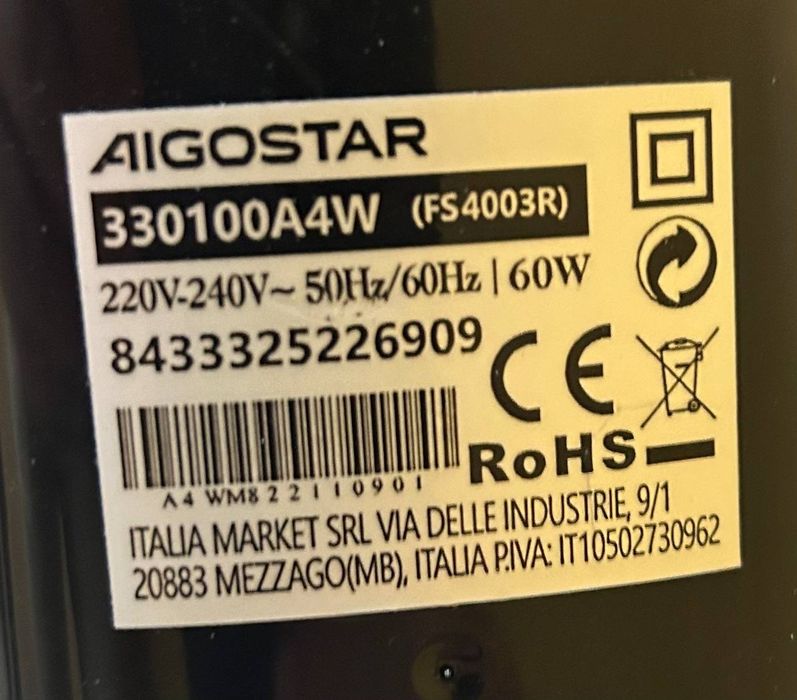 AIGOSTAR
330100A4W (FS4003R)
220V-240V~ 50Hz/60Hz | 60W
8433325226909
CE
RoHS
A4 WM822110901
ITALIA MARKET SRL VIA DELLE INDUSTRIE, 9/1
20883 MEZZAGO(MB), ITALIA P.IVA: IT10502730962